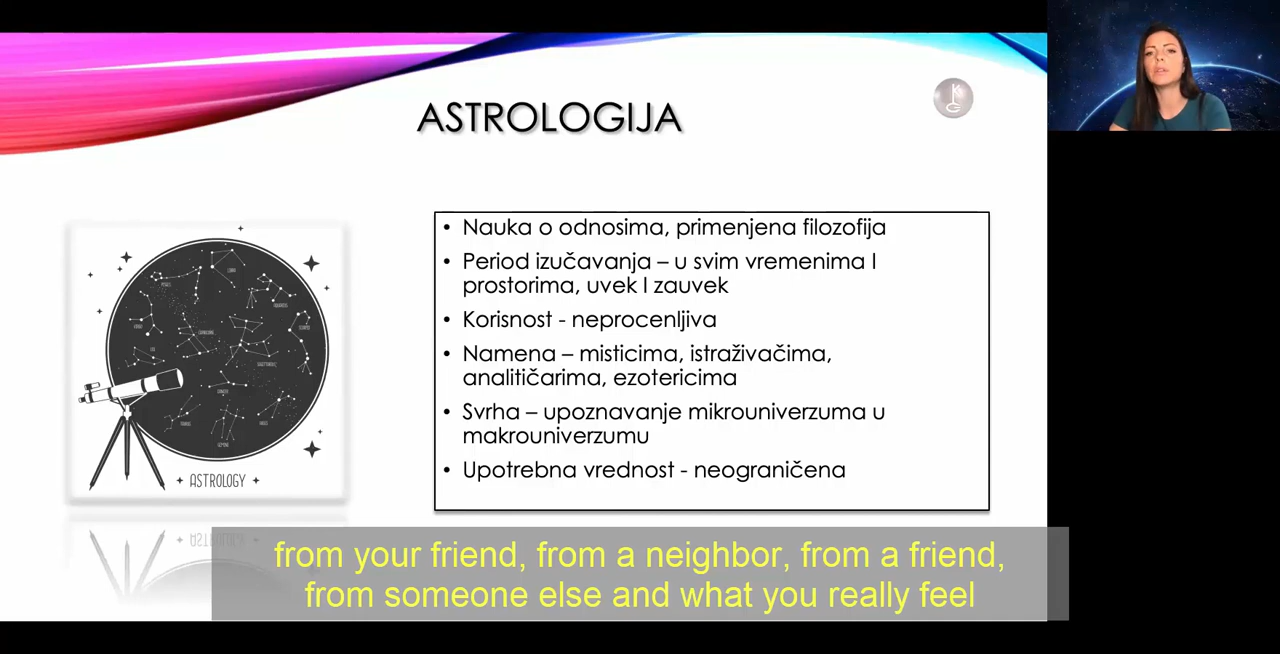 ASTROLOGIJA
• Nauka o odnosima, primenjena filozofija
• Period izučavanja – u svim vremenima I
prostorima, uvek I zauvek
• Korisnost - neprocenljiva
• Namena – misticima, istraživačima,
analitičarima, ezotericima
• Svrha – upoznavanje mikrouniverzuma u
makrouniverzumu
• Upotrebna vrednost - neograničena
ASTROLOGY
from your friend, from a neighbor, from a friend,
from someone else and what you really feel